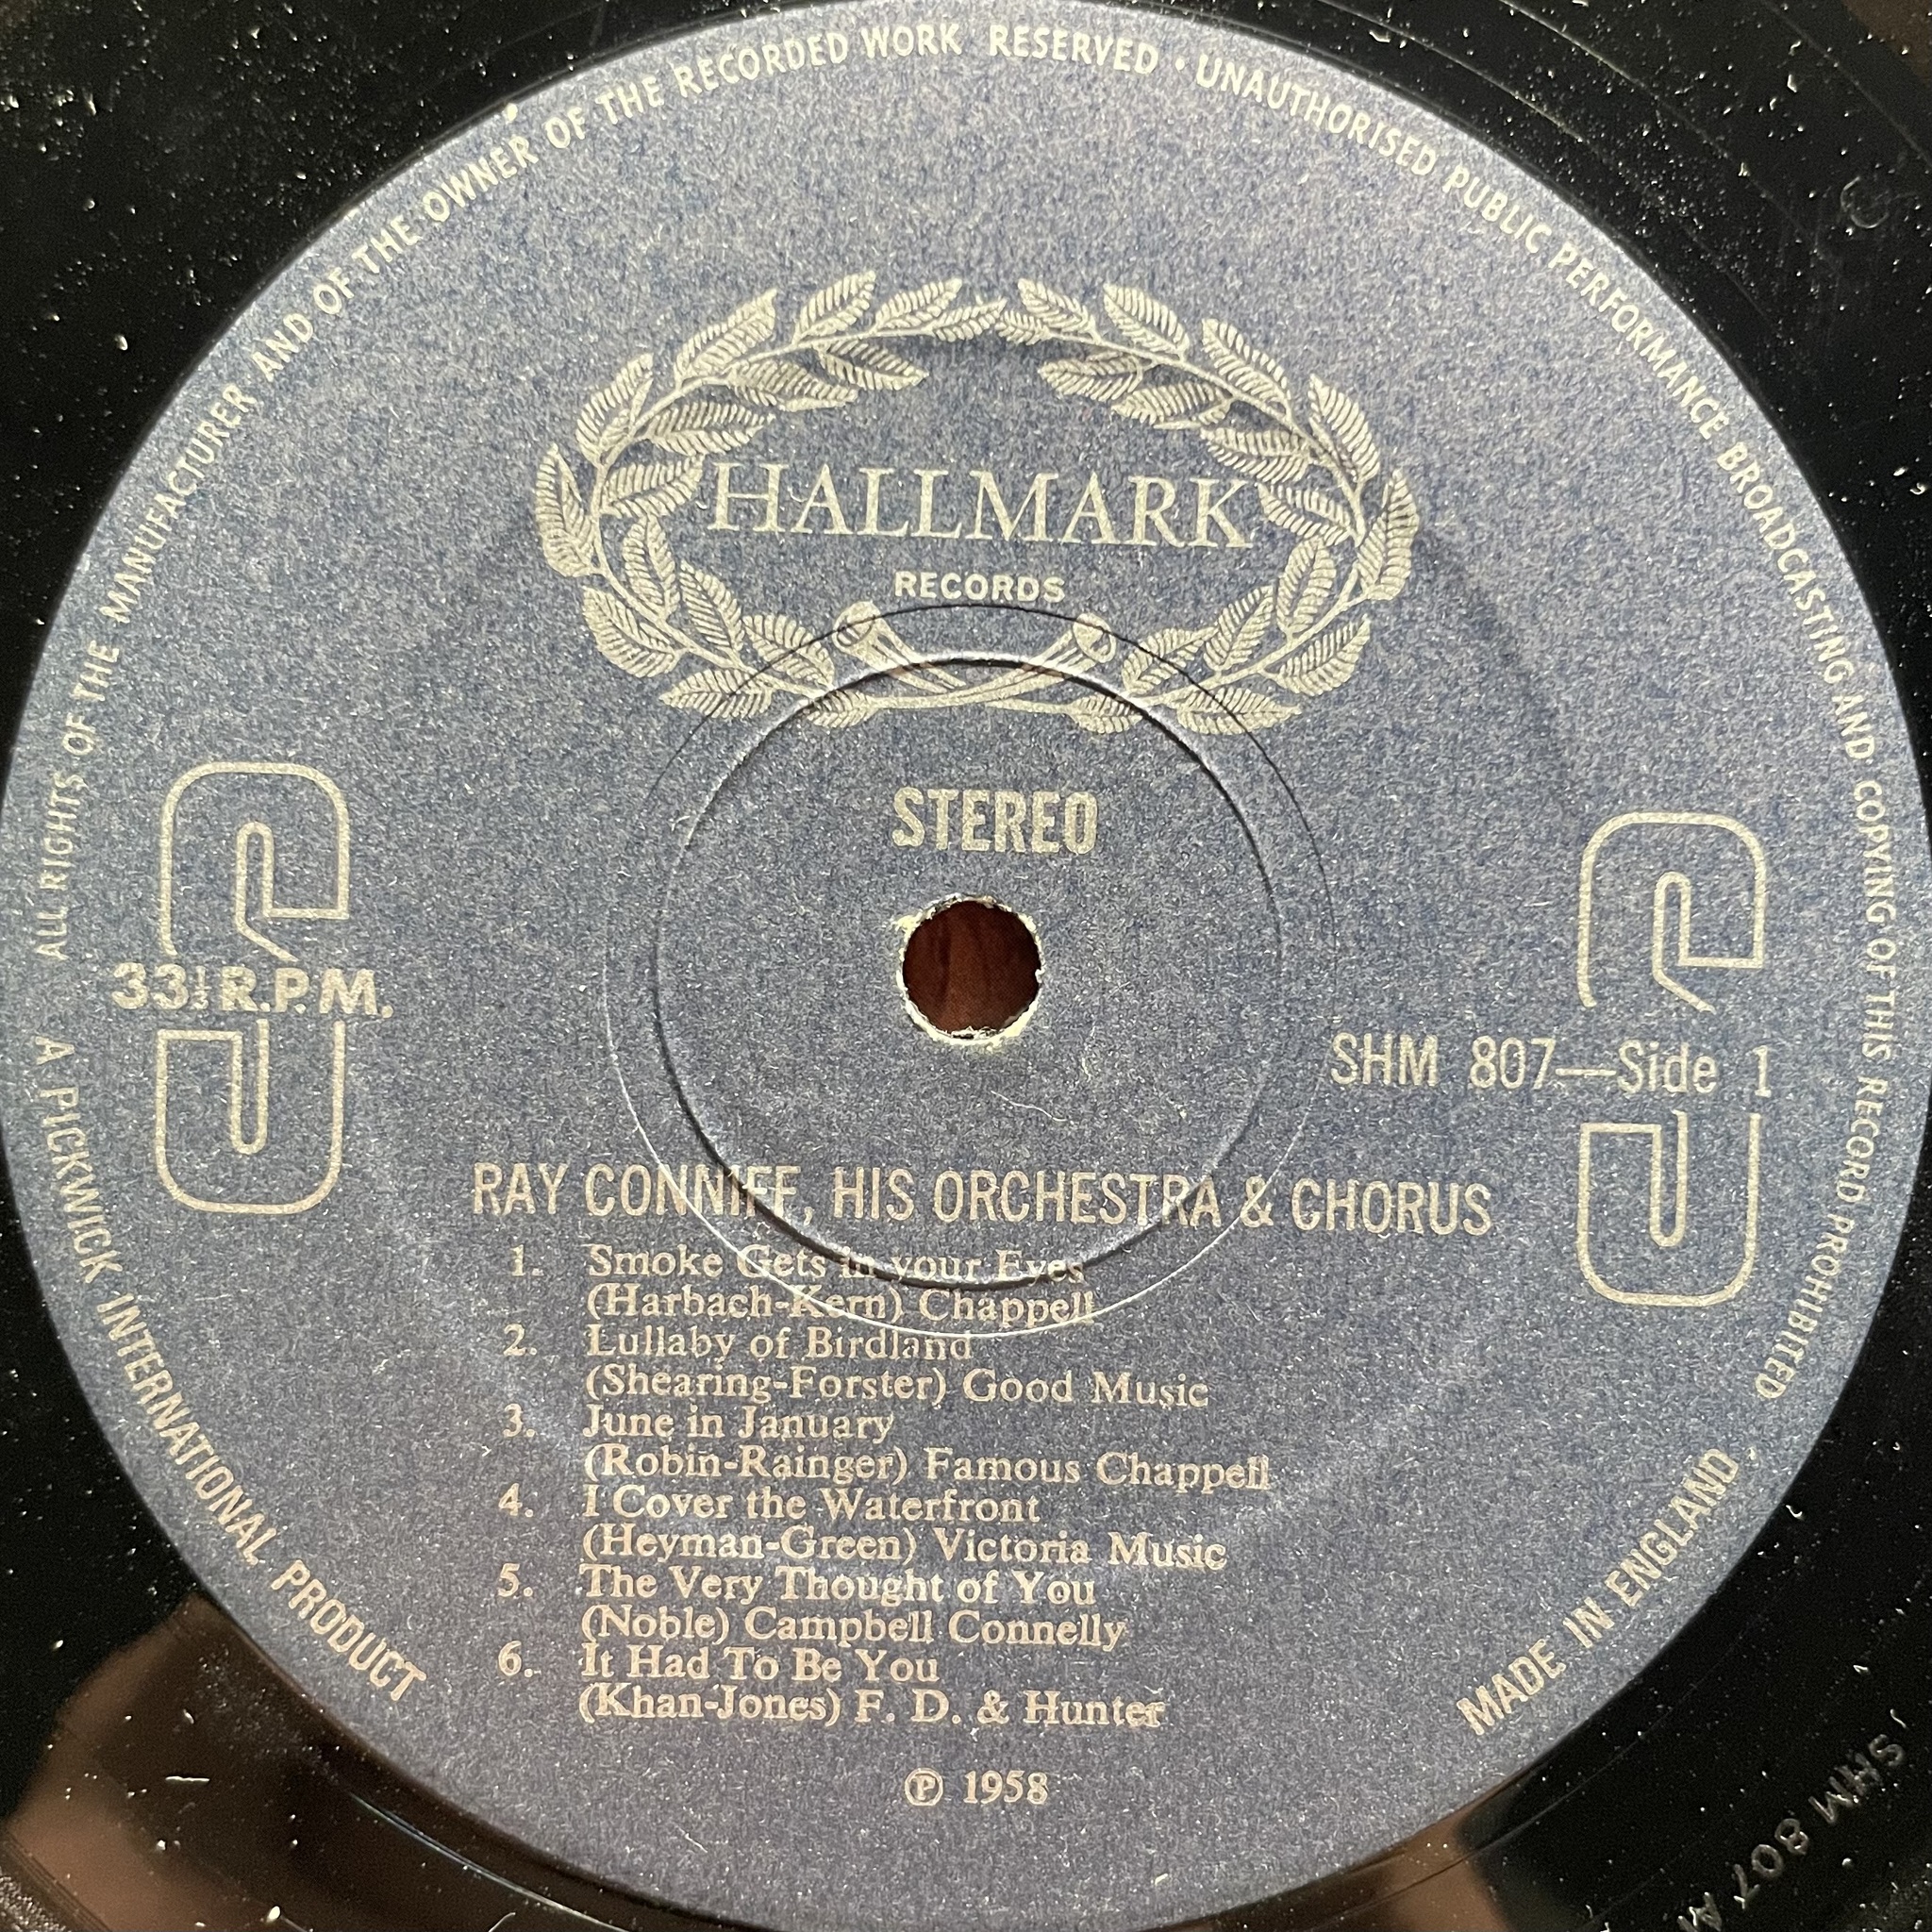 ALL RIGHTS OF THE MANUFACTURER AND OF THE OWNER OF THE RECORDED WORK RESERVED · UNAUTHORISED PUBLIC PERFORMANCE BROADCASTING AND COPYING OF THIS RECORD PROHIBITED
HALLMARK
RECORDS
STEREO
33⅓ R.P.M.
SHM 807—Side 1
RAY CONNIFF, HIS ORCHESTRA & CHORUS
1. Smoke Gets in your Eyes
(Harbach-Kern) Chappell
2. Lullaby of Birdland
(Shearing-Forster) Good Music
3. June in January
(Robin-Rainger) Famous Chappell
4. I Cover the Waterfront
(Heyman-Green) Victoria Music
5. The Very Thought of You
(Noble) Campbell Connelly
6. It Had To Be You
(Khan-Jones) F. D. & Hunter
℗ 1958
A PICKWICK INTERNATIONAL PRODUCT
MADE IN ENGLAND
SHM 807 A